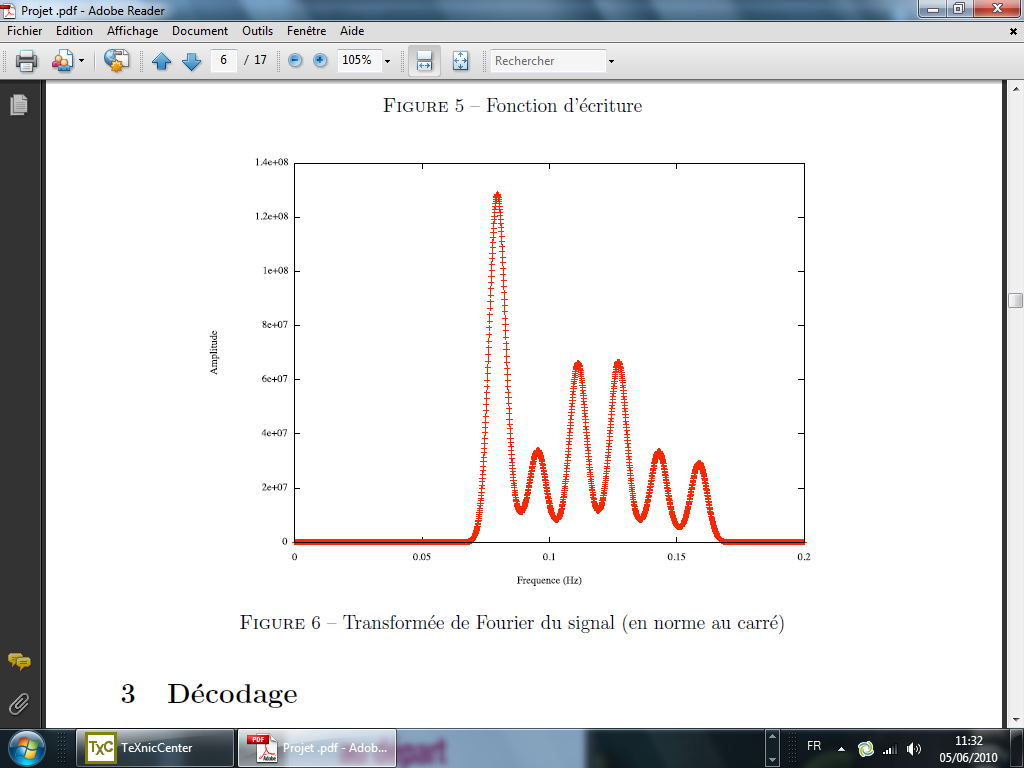 Projet .pdf - Adobe Reader
Fichier Edition Affichage Document Outils Fenêtre Aide
6 / 17 105% Rechercher
FIGURE 5 – Fonction d'écriture
1.4e+08
1.2e+08
1e+08
8e+07
Amplitude
6e+07
4e+07
2e+07
0
0 0.05 0.1 0.15 0.2
Frequence (Hz)
FIGURE 6 – Transformée de Fourier du signal (en norme au carré)
3 Décodage
TXC TeXnicCenter PDF Adobe Projet .pdf - Adob... FR 11:32
05/06/2010